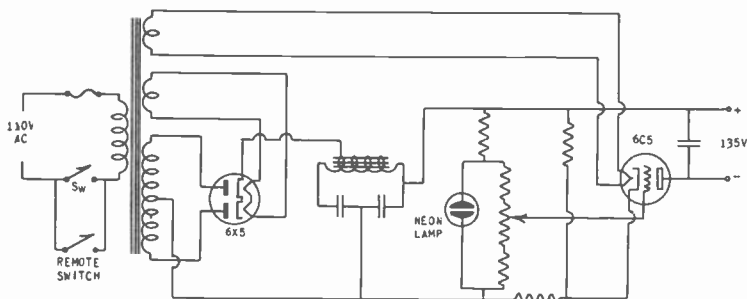 110V
AC
SW
REMOTE
SWITCH
6X5
NEON
LAMP
6C5
+
135V
-